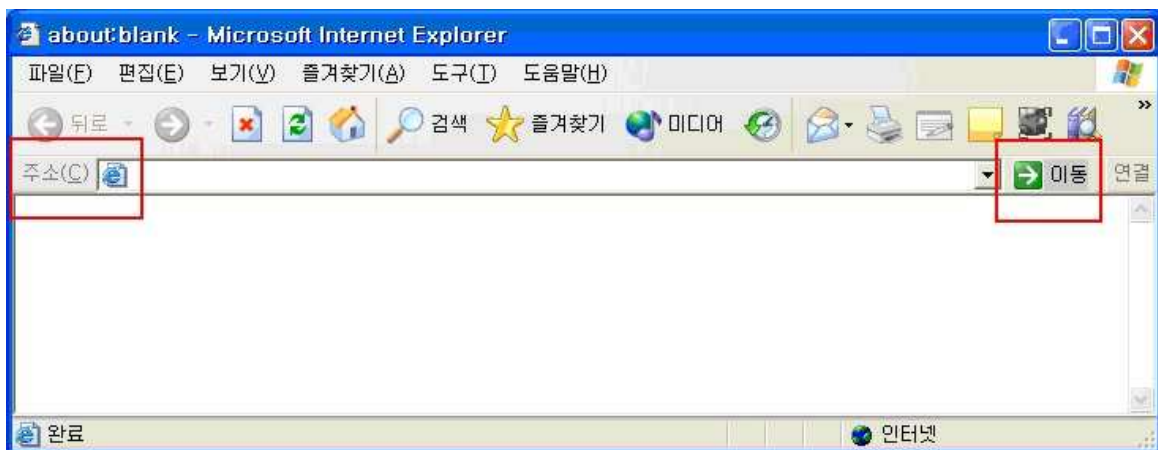 about:blank - Microsoft Internet Explorer
파일(F) 편집(E) 보기(V) 즐겨찾기(A) 도구(T) 도움말(H)
뒤로 검색 즐겨찾기 미디어 »
주소(C) 이동 연결
완료 인터넷